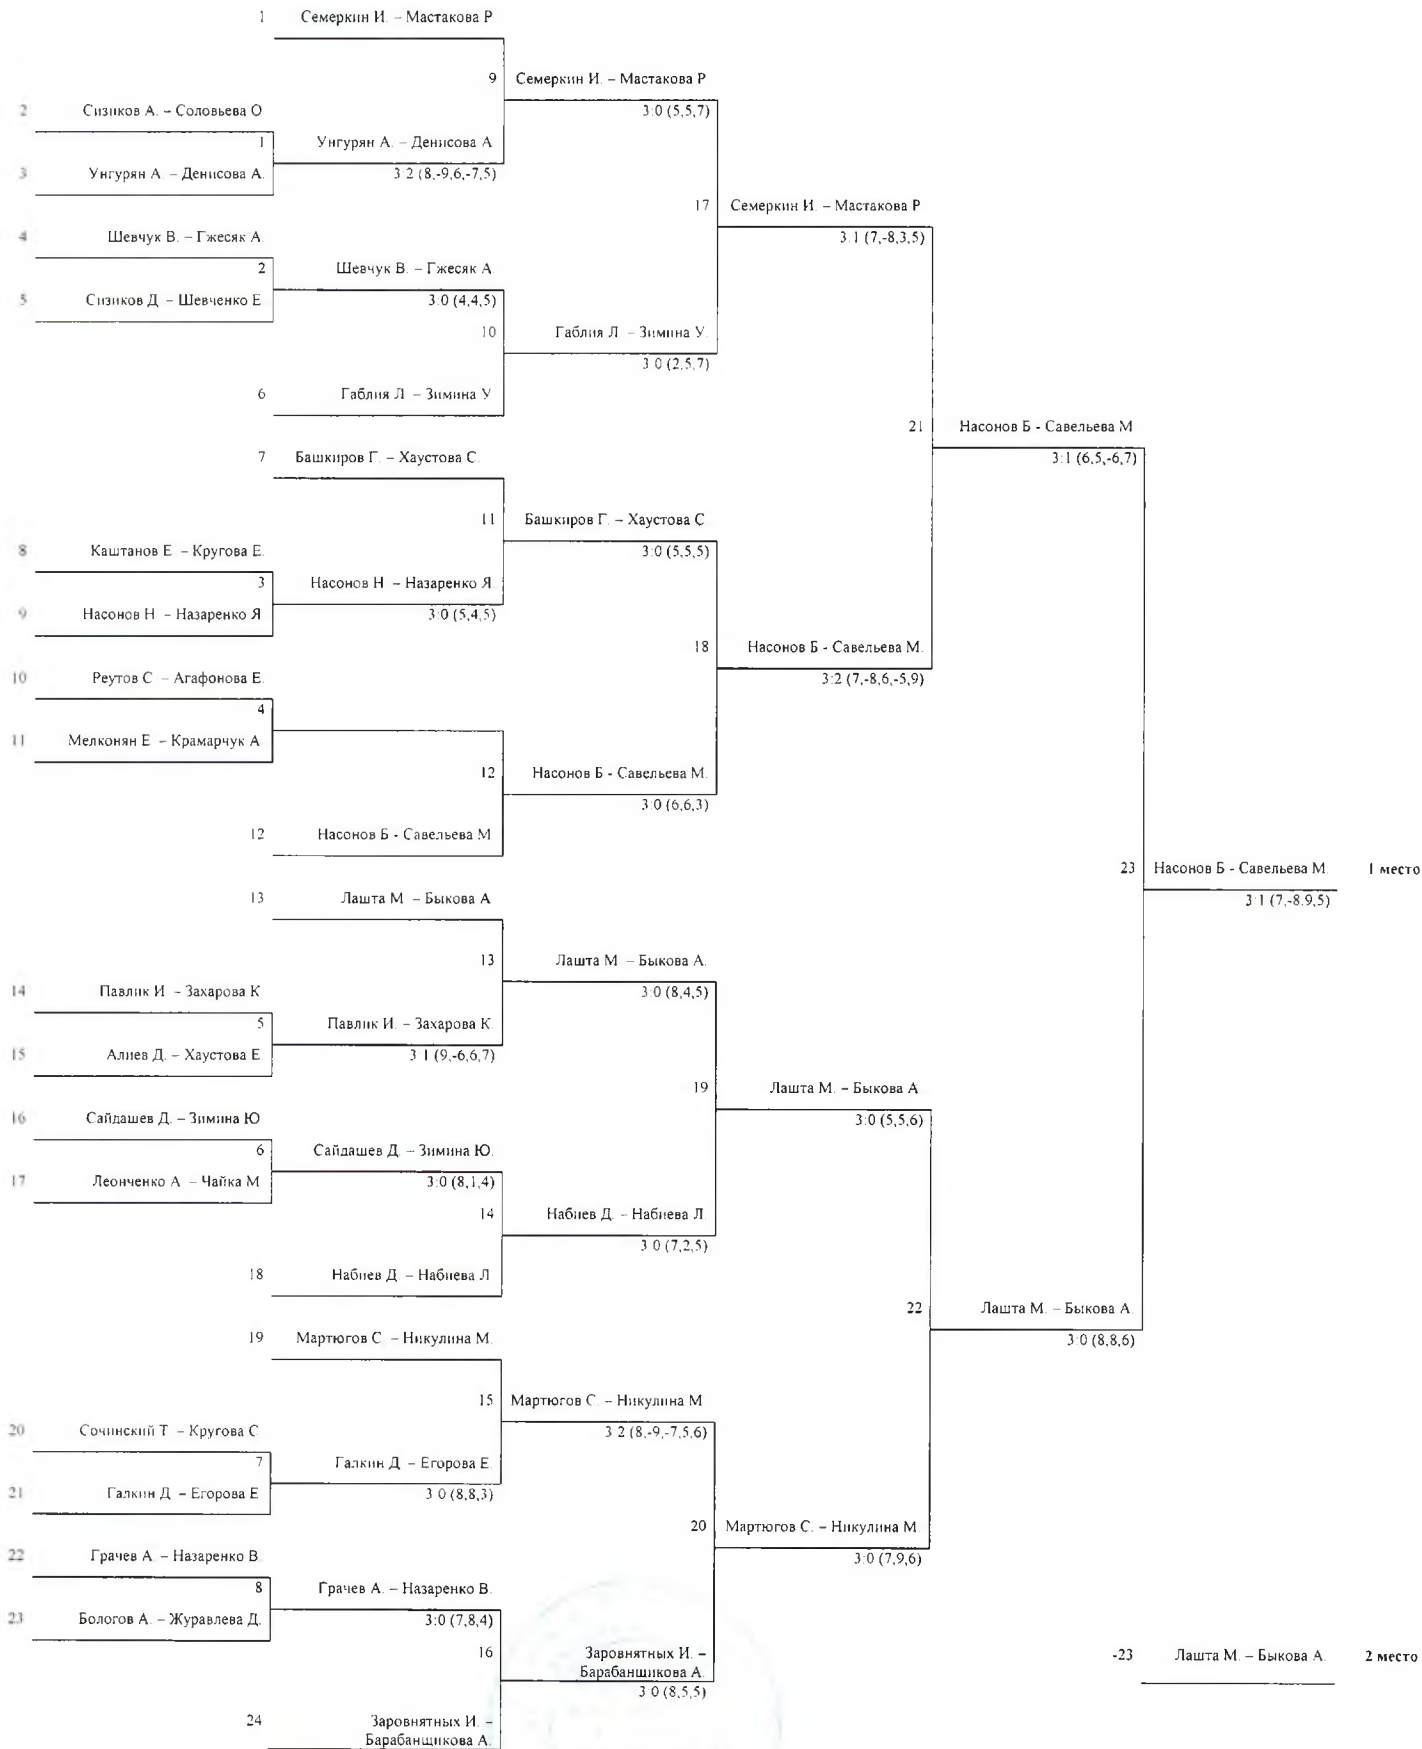 1 Семеркин И. – Мастакова Р
9 Семеркин И. – Мастакова Р
3:0 (5,5,7)
2 Сизиков А. – Соловьева О
1 Унгурян А. – Денисова А
3 Унгурян А. – Денисова А.
3 2 (8,-9,6,-7,5)
17 Семеркин И. – Мастакова Р
3.1 (7,-8,3,5)
4 Шевчук В. – Гжесяк А.
2 Шевчук В. – Гжесяк А
5 Сизиков Д – Шевченко Е
3:0 (4,4,5)
10 Габлия Л – Зимина У.
3 0 (2,5,7)
6 Габлия Л – Зимина У
21 Насонов Б - Савельева М
3:1 (6,5,-6,7)
7 Башкиров Г. – Хаустова С.
11 Башкиров Г. – Хаустова С
3:0 (5,5,5)
8 Каштанов Е – Кругова Е.
3 Насонов Н – Назаренко Я
9 Насонов Н – Назаренко Я
3:0 (5,4,5)
18 Насонов Б - Савельева М.
3:2 (7,-8,6,-5,9)
10 Реутов С – Агафонова Е.
4
11 Мелконян Е – Крамарчук А
12 Насонов Б - Савельева М.
3:0 (6,6,3)
12 Насонов Б - Савельева М
23 Насонов Б - Савельева М. 1 место
3:1 (7,-8.9,5)
13 Лашта М – Быкова А
13 Лашта М – Быкова А.
3:0 (8,4,5)
14 Павлик И – Захарова К
5 Павлик И. – Захарова К.
15 Алиев Д. – Хаустова Е.
3 1 (9,-6,6,7)
19 Лашта М. – Быкова А
3:0 (5,5,6)
16 Сайдашев Д. – Зимина Ю
6 Сайдашев Д. – Зимина Ю.
17 Леонченко А – Чайка М
3:0 (8,1,4)
14 Набиев Д. – Набиева Л.
3 0 (7,2,5)
18 Набиев Д. – Набиева Л
22 Лашта М. – Быкова А.
3:0 (8,8,6)
19 Мартюгов С. – Никулина М.
15 Мартюгов С. – Никулина М
3 2 (8,-9,-7,5,6)
20 Сочинский Т – Кругова С
7 Галкин Д – Егорова Е.
21 Галкин Д – Егорова Е
3 0 (8,8,3)
20 Мартюгов С. – Никулина М.
3:0 (7,9,6)
22 Грачев А. – Назаренко В.
8 Грачев А. – Назаренко В.
23 Бологов А. – Журавлева Д.
3:0 (7,8,4)
16 Заровнятных И. –
Барабанщикова А.
3 0 (8,5,5)
-23 Лашта М. – Быкова А. 2 место
24 Заровнятных И. –
Барабанщикова А.